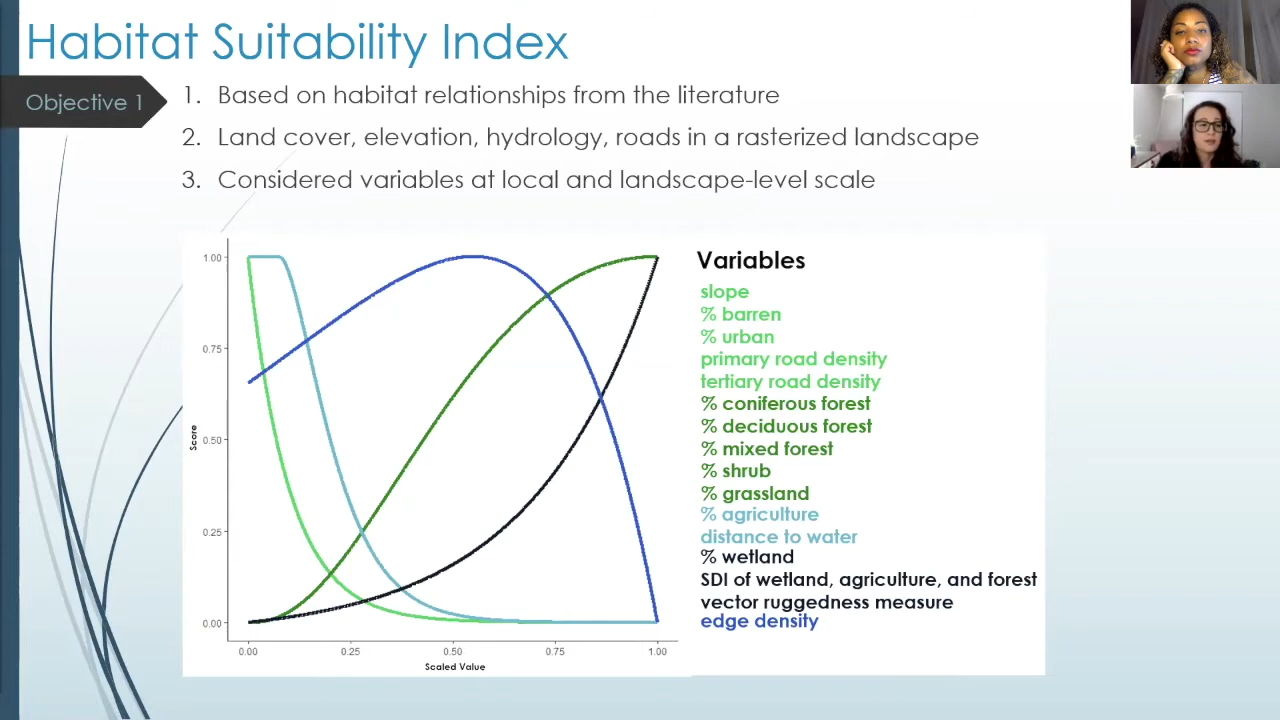 Habitat Suitability Index
Objective 1
1. Based on habitat relationships from the literature
2. Land cover, elevation, hydrology, roads in a rasterized landscape
3. Considered variables at local and landscape-level scale
1.00
0.75
0.50
0.25
0.00
Score
0.00 0.25 0.50 0.75 1.00
Scaled Value
Variables
slope
% barren
% urban
primary road density
tertiary road density
% coniferous forest
% deciduous forest
% mixed forest
% shrub
% grassland
% agriculture
distance to water
% wetland
SDI of wetland, agriculture, and forest
vector ruggedness measure
edge density